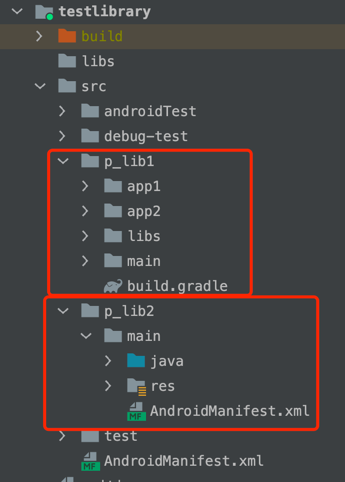 testlibrary
build
libs
src
androidTest
debug-test
p_lib1
app1
app2
libs
main
build.gradle
p_lib2
main
java
res
MF AndroidManifest.xml
test
MF AndroidManifest.xml